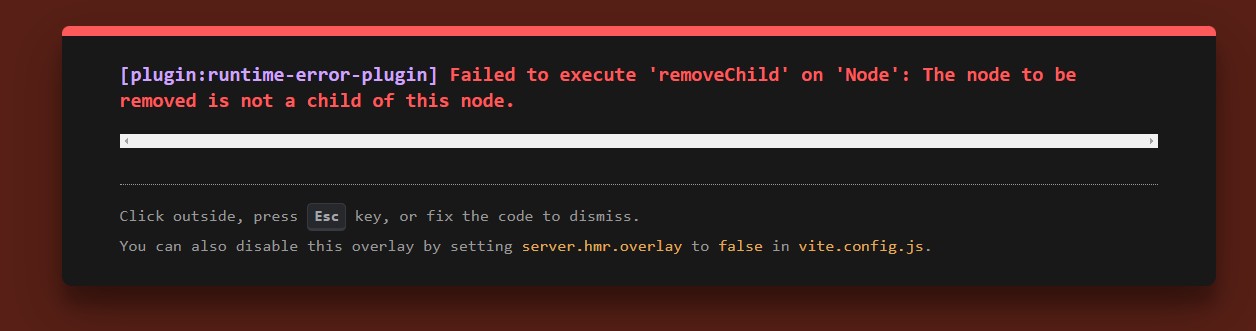 [plugin:runtime-error-plugin] Failed to execute 'removeChild' on 'Node': The node to be
removed is not a child of this node.
Click outside, press Esc key, or fix the code to dismiss.
You can also disable this overlay by setting server.hmr.overlay to false in vite.config.js.